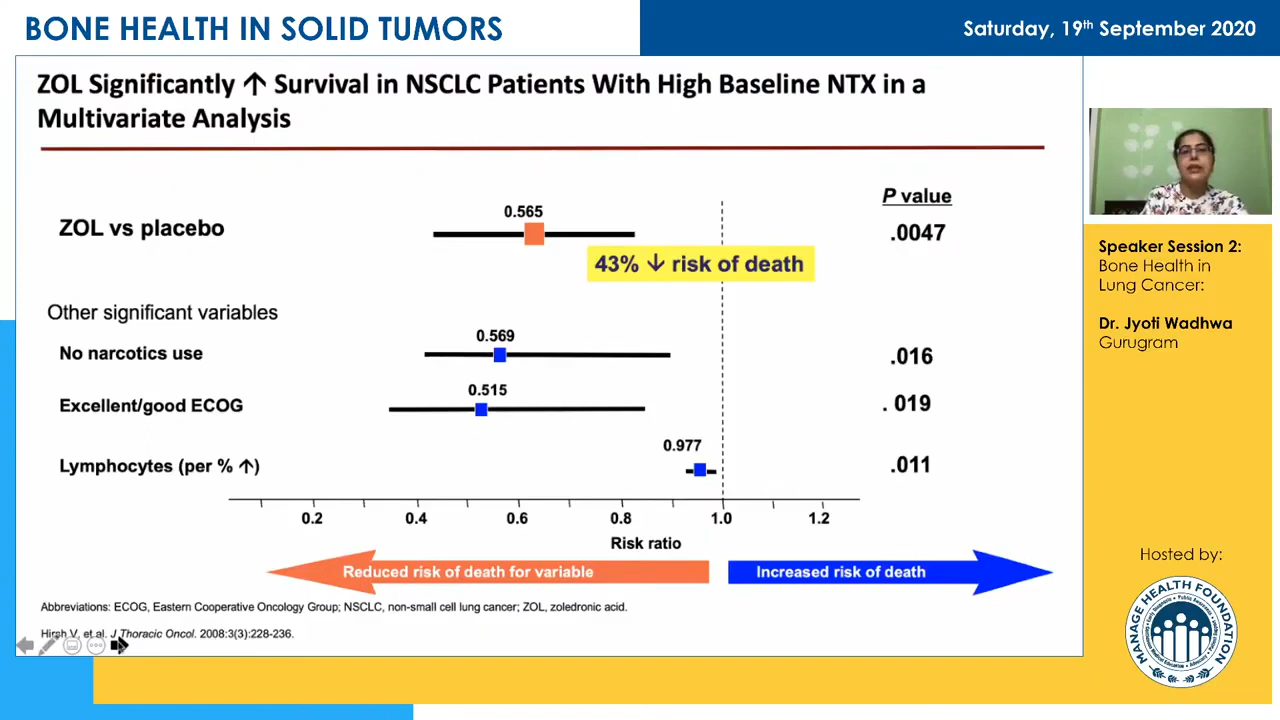 BONE HEALTH IN SOLID TUMORS
Saturday, 19th September 2020
ZOL Significantly ↑ Survival in NSCLC Patients With High Baseline NTX in a
Multivariate Analysis
P value
ZOL vs placebo
0.565
.0047
43% ↓ risk of death
Other significant variables
No narcotics use
0.569
.016
Excellent/good ECOG
0.515
. 019
Lymphocytes (per % ↑)
0.977
.011
0.2 0.4 0.6 0.8 1.0 1.2
Risk ratio
Reduced risk of death for variable
Increased risk of death
Abbreviations: ECOG, Eastern Cooperative Oncology Group; NSCLC, non-small cell lung cancer; ZOL, zoledronic acid.
Hirsh V, et al. J Thoracic Oncol. 2008:3(3):228-236.
Speaker Session 2:
Bone Health in
Lung Cancer:
Dr. Jyoti Wadhwa
Gurugram
Hosted by:
MANAGE HEALTH FOUNDATION